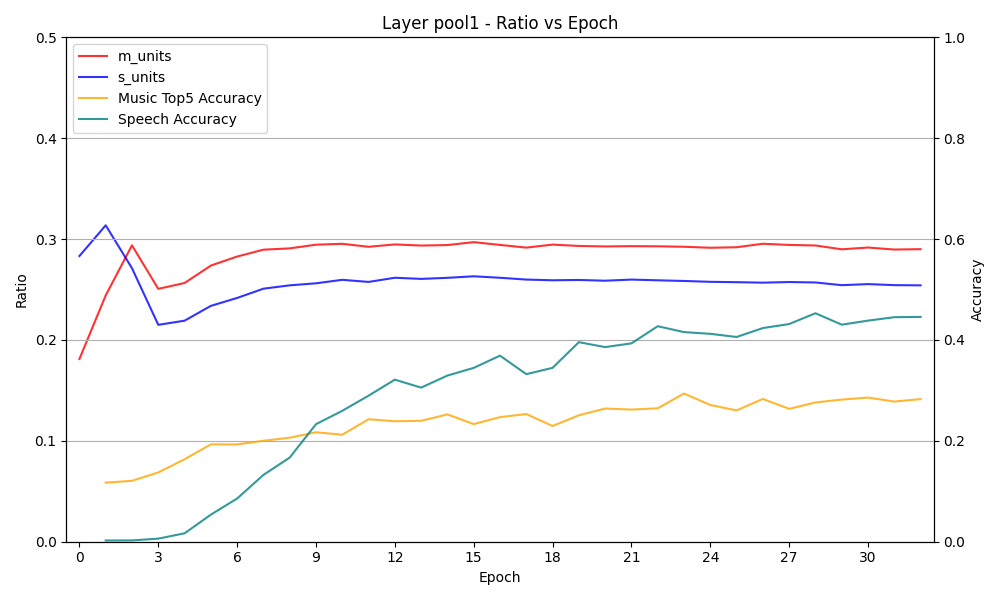 Layer pool1 - Ratio vs Epoch
m_units
s_units
Music Top5 Accuracy
Speech Accuracy
0.5
0.4
0.3
0.2
0.1
0.0
Ratio
1.0
0.8
0.6
0.4
0.2
0.0
Accuracy
0 3 6 9 12 15 18 21 24 27 30
Epoch